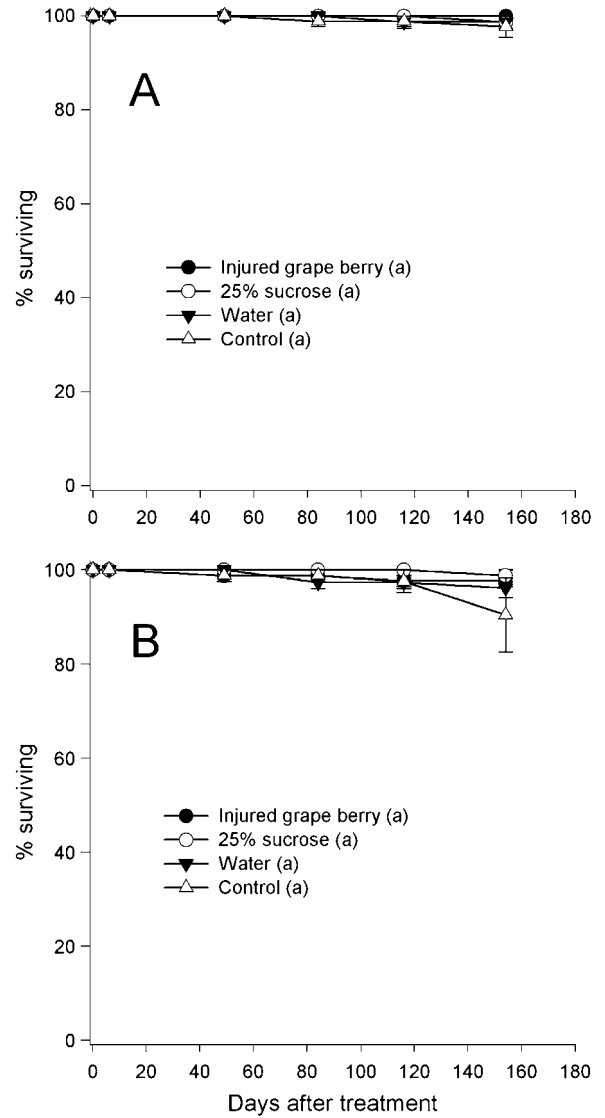 100
80
60
40
20
0
% surviving
A
Injured grape berry (a)
25% sucrose (a)
Water (a)
Control (a)
0 20 40 60 80 100 120 140 160 180
100
80
60
40
20
0
% surviving
B
Injured grape berry (a)
25% sucrose (a)
Water (a)
Control (a)
0 20 40 60 80 100 120 140 160 180
Days after treatment